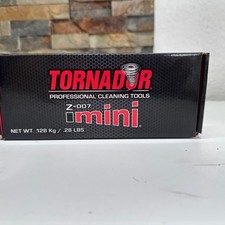 TORNADOR
PROFESSIONAL CLEANING TOOLS
Z-007
mini
NET WT. .128 Kg / .28 LBS